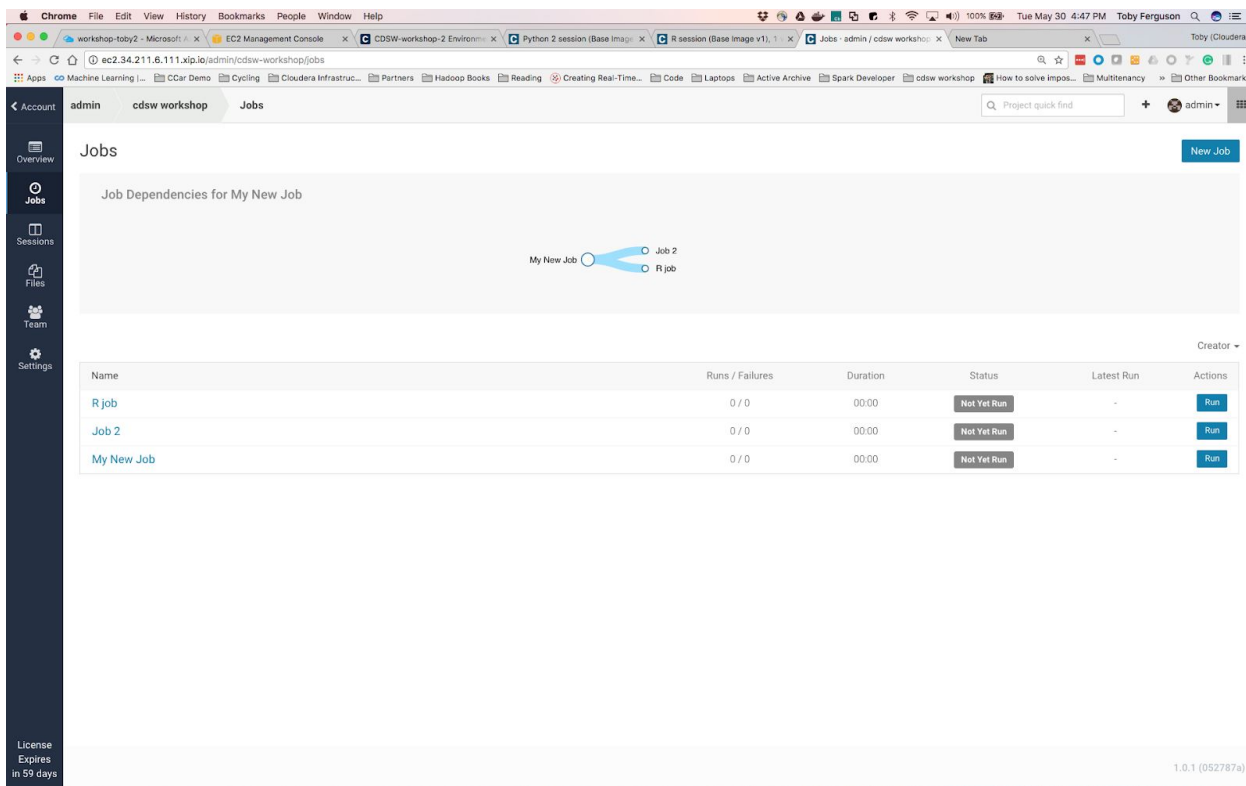 Chrome File Edit View History Bookmarks People Window Help 100% Tue May 30 4:47 PM Toby Ferguson
workshop-toby2 - Microsoft A EC2 Management Console CDSW-workshop-2 Environme Python 2 session (Base Image R session (Base Image v1), 1 Jobs · admin / cdsw workshop New Tab Toby (Cloudera
ec2.34.211.6.111.xip.io/admin/cdsw-workshop/jobs
Apps Machine Learning |... CCar Demo Cycling Cloudera Infrastruc... Partners Hadoop Books Reading Creating Real-Time... Code Laptops Active Archive Spark Developer cdsw workshop How to solve impos... Multitenancy » Other Bookmark
Account admin cdsw workshop Jobs Project quick find + admin
Overview
Jobs
Sessions
Files
Team
Settings
Jobs New Job
Job Dependencies for My New Job
My New Job
Job 2
R job
Creator
Name Runs / Failures Duration Status Latest Run Actions
R job 0 / 0 00:00 Not Yet Run - Run
Job 2 0 / 0 00:00 Not Yet Run - Run
My New Job 0 / 0 00:00 Not Yet Run - Run
License
Expires
in 59 days
1.0.1 (052787a)